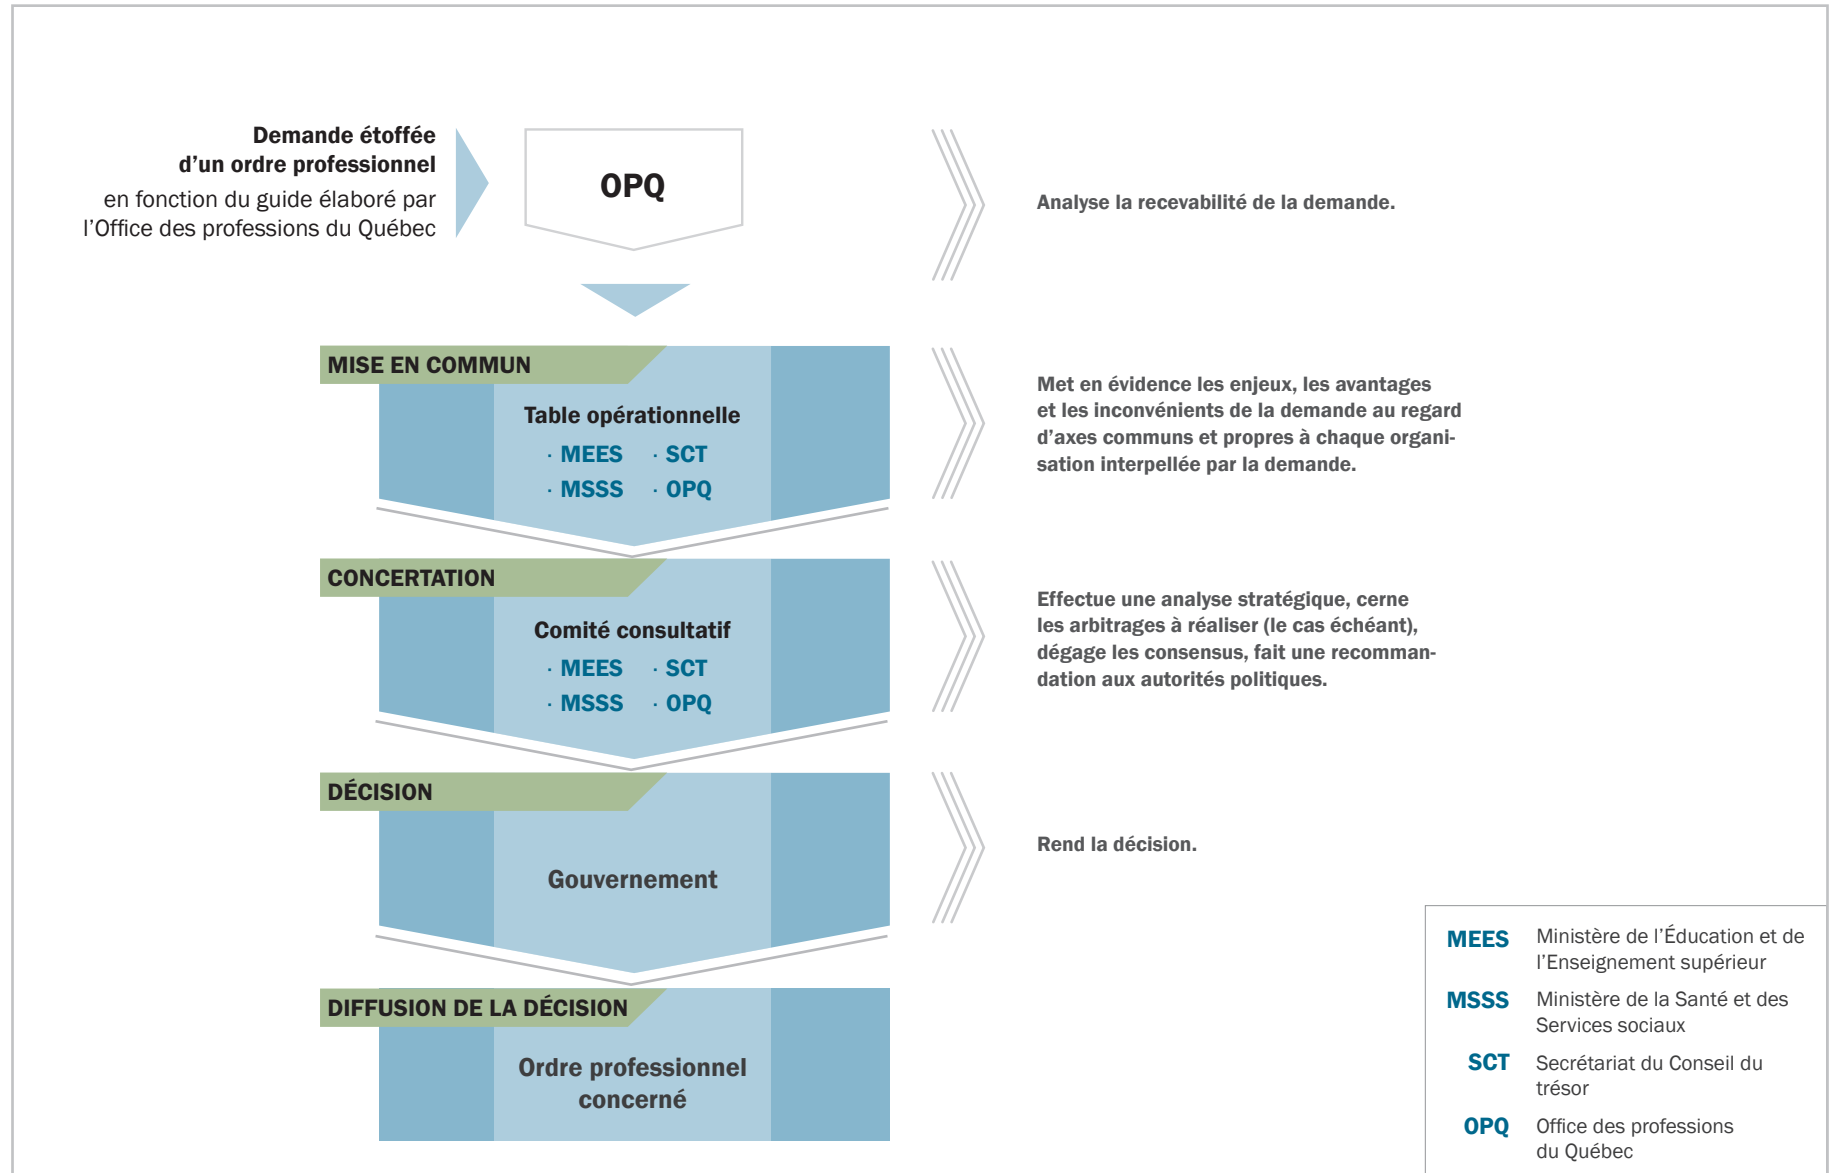 Demande étoffée
d’un ordre professionnel
en fonction du guide élaboré par
l’Office des professions du Québec
OPQ
Analyse la recevabilité de la demande.
MISE EN COMMUN
Table opérationnelle
· MEES · SCT
· MSSS · OPQ
Met en évidence les enjeux, les avantages
et les inconvénients de la demande au regard
d’axes communs et propres à chaque organi-
sation interpellée par la demande.
CONCERTATION
Comité consultatif
· MEES · SCT
· MSSS · OPQ
Effectue une analyse stratégique, cerne
les arbitrages à réaliser (le cas échéant),
dégage les consensus, fait une recomman-
dation aux autorités politiques.
DÉCISION
Gouvernement
Rend la décision.
DIFFUSION DE LA DÉCISION
Ordre professionnel
concerné
MEES Ministère de l’Éducation et de
l’Enseignement supérieur
MSSS Ministère de la Santé et des
Services sociaux
SCT Secrétariat du Conseil du
trésor
OPQ Office des professions
du Québec